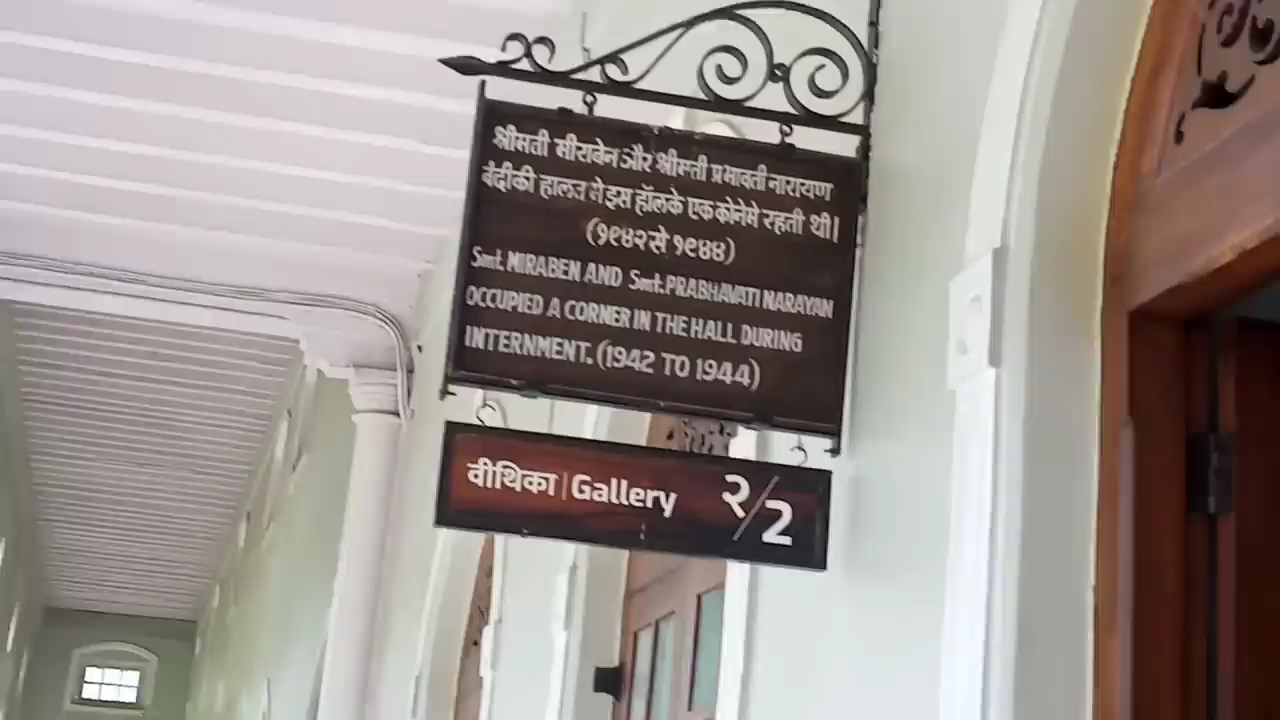 श्रीमती मीराबेन और श्रीमती प्रभावती नारायण
बंदीकी हालत मे इस हॉलके एक कोनेमे रहती थी।
(१९४२ से १९४४)
Smt. MIRABEN AND Smt. PRABHAVATI NARAYAN
OCCUPIED A CORNER IN THE HALL DURING
INTERNMENT. (1942 TO 1944)
वीथिका | Gallery २/2